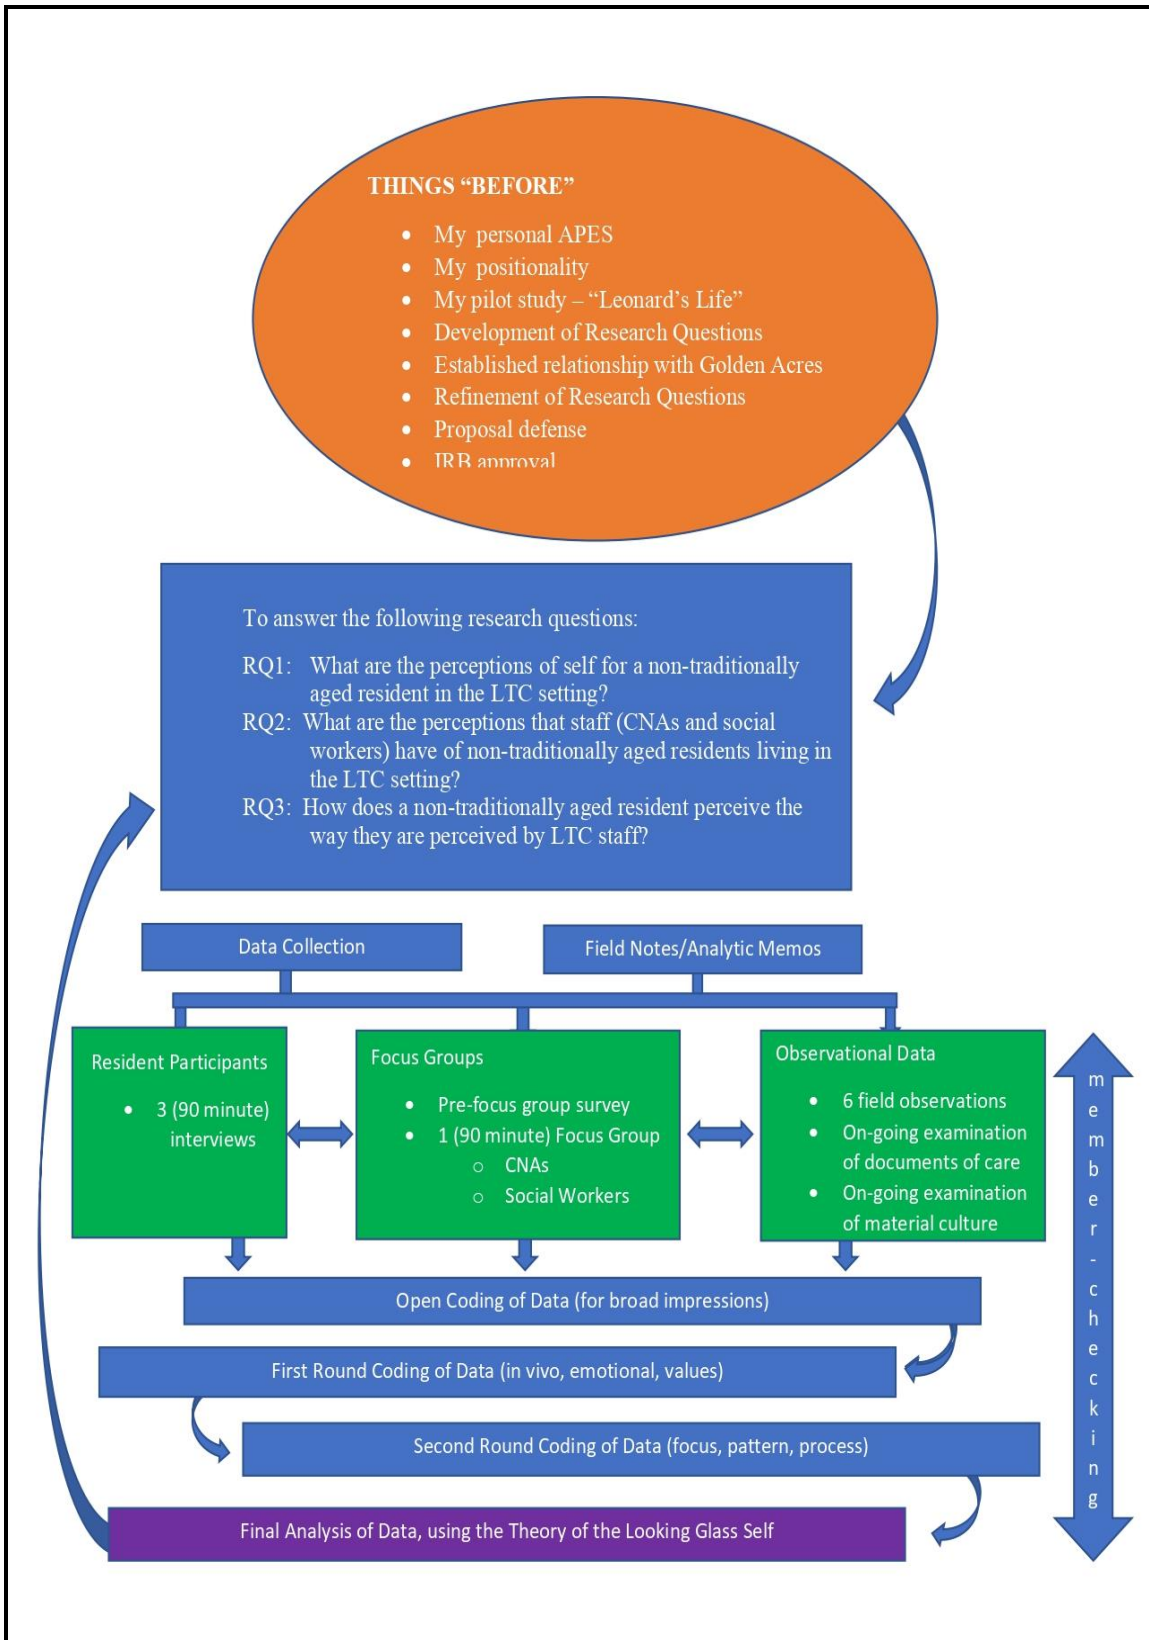 THINGS “BEFORE”
• My personal APES
• My positionality
• My pilot study – “Leonard’s Life”
• Development of Research Questions
• Established relationship with Golden Acres
• Refinement of Research Questions
• Proposal defense
• IRB approval
To answer the following research questions:
RQ1: What are the perceptions of self for a non-traditionally
aged resident in the LTC setting?
RQ2: What are the perceptions that staff (CNAs and social
workers) have of non-traditionally aged residents living in
the LTC setting?
RQ3: How does a non-traditionally aged resident perceive the
way they are perceived by LTC staff?
Data Collection
Field Notes/Analytic Memos
Resident Participants
• 3 (90 minute)
interviews
Focus Groups
• Pre-focus group survey
• 1 (90 minute) Focus Group
o CNAs
o Social Workers
Observational Data
• 6 field observations
• On-going examination
of documents of care
• On-going examination
of material culture
member-checking
Open Coding of Data (for broad impressions)
First Round Coding of Data (in vivo, emotional, values)
Second Round Coding of Data (focus, pattern, process)
Final Analysis of Data, using the Theory of the Looking Glass Self